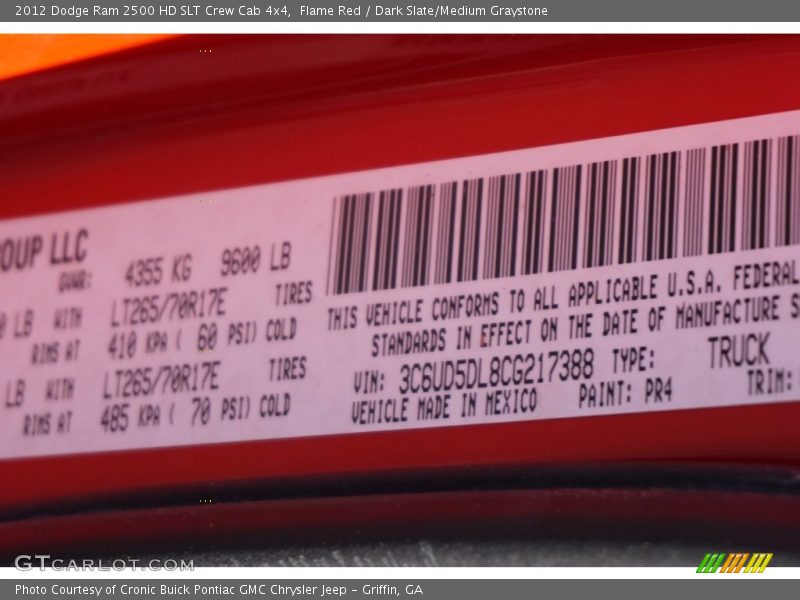 2012 Dodge Ram 2500 HD SLT Crew Cab 4x4, Flame Red / Dark Slate/Medium Graystone
ROUP LLC
GVWR: 4355 KG 9600 LB
0 LB WITH LT265/70R17E TIRES
RIMS AT 410 KPA ( 60 PSI) COLD
LB WITH LT265/70R17E TIRES
RIMS AT 485 KPA ( 70 PSI) COLD
THIS VEHICLE CONFORMS TO ALL APPLICABLE U.S.A. FEDERAL
STANDARDS IN EFFECT ON THE DATE OF MANUFACTURE S
VIN: 3C6UD5DL8CG217388 TYPE: TRUCK
VEHICLE MADE IN MEXICO PAINT: PR4 TRIM:
GTCARLOT.COM
Photo Courtesy of Cronic Buick Pontiac GMC Chrysler Jeep - Griffin, GA